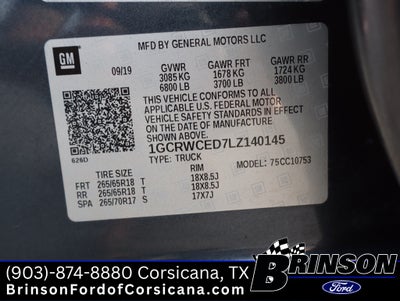 GM
MFD BY GENERAL MOTORS LLC
09/19 GVWR GAWR FRT GAWR RR
3085 KG 1678 KG 1724 KG
6800 LB 3700 LB 3800 LB
THIS VEHICLE CONFORMS TO ALL APPLICABLE U.S. FEDERAL MOTOR VEHICLE SAFETY AND THEFT PREVENTION STANDARDS IN EFFECT ON THE DATE OF MANUFACTURE SHOWN ABOVE.
1GCRWCED7LZ140145
626D TYPE: TRUCK
TIRE SIZE RIM MODEL: 75CC10753
FRT 265/65R18 T 18X8.5J
RR 265/65R18 T 18X8.5J
SPA 265/70R17 S 17X7J
(903)-874-8880 Corsicana, TX
BrinsonFordofCorsicana.com
BRINSON
Ford